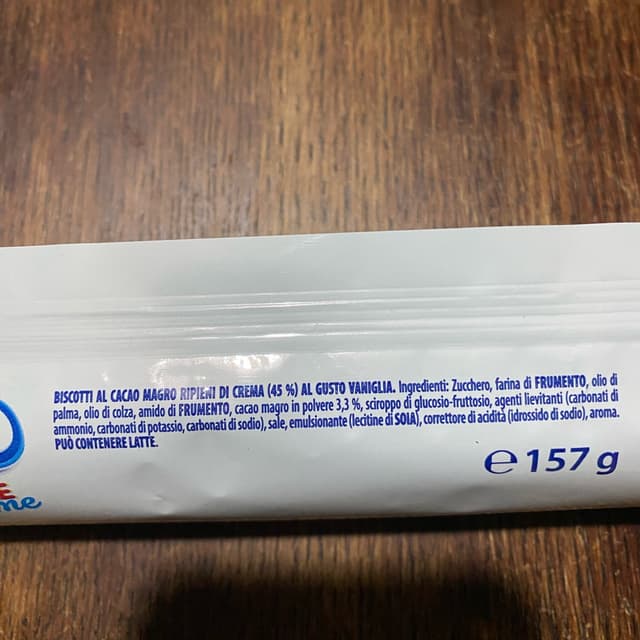 BISCOTTI AL CACAO MAGRO RIPIENI DI CREMA (45 %) AL GUSTO VANIGLIA. Ingredienti: Zucchero, farina di FRUMENTO, olio di
palma, olio di colza, amido di FRUMENTO, cacao magro in polvere 3,3 %, sciroppo di glucosio-fruttosio, agenti lievitanti (carbonati di
ammonio, carbonati di potassio, carbonati di sodio), sale, emulsionante (lecitine di SOIA), correttore di acidità (idrossido di sodio), aroma.
PUÒ CONTENERE LATTE.
e 157 g